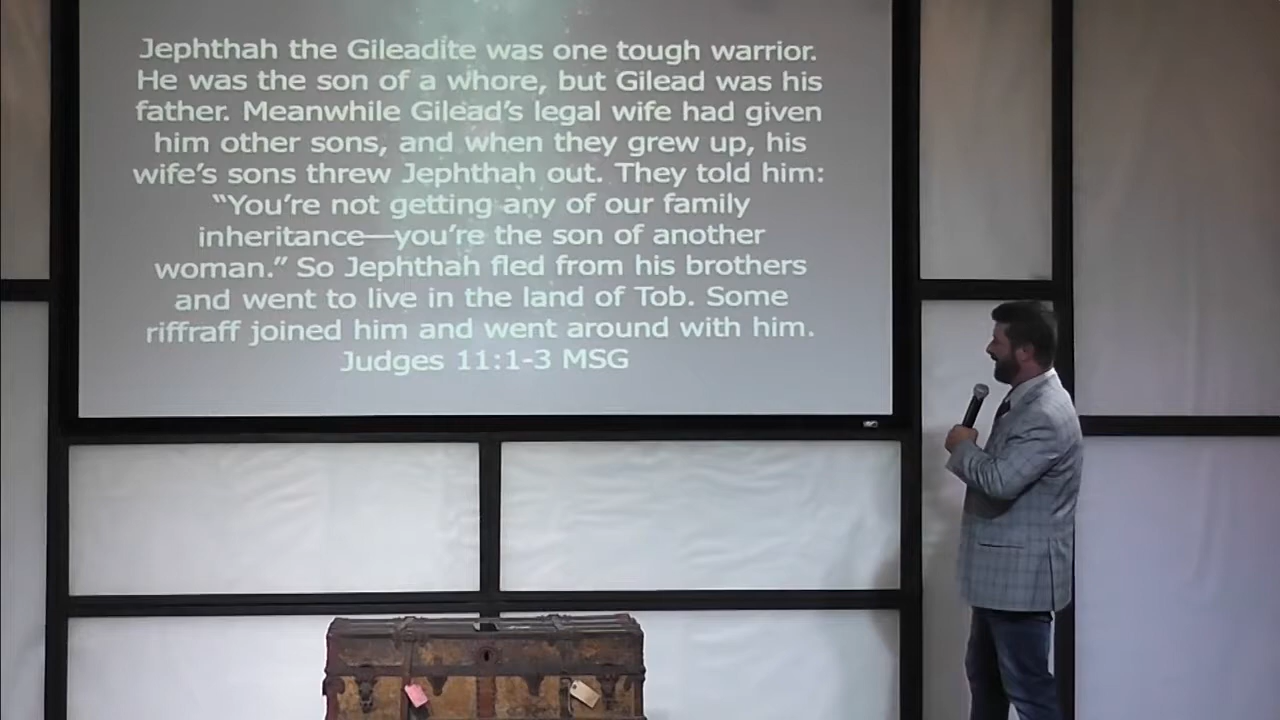 Jephthah the Gileadite was one tough warrior.
He was the son of a whore, but Gilead was his
father. Meanwhile Gilead’s legal wife had given
him other sons, and when they grew up, his
wife’s sons threw Jephthah out. They told him:
“You’re not getting any of our family
inheritance—you’re the son of another
woman.” So Jephthah fled from his brothers
and went to live in the land of Tob. Some
riffraff joined him and went around with him.
Judges 11:1-3 MSG